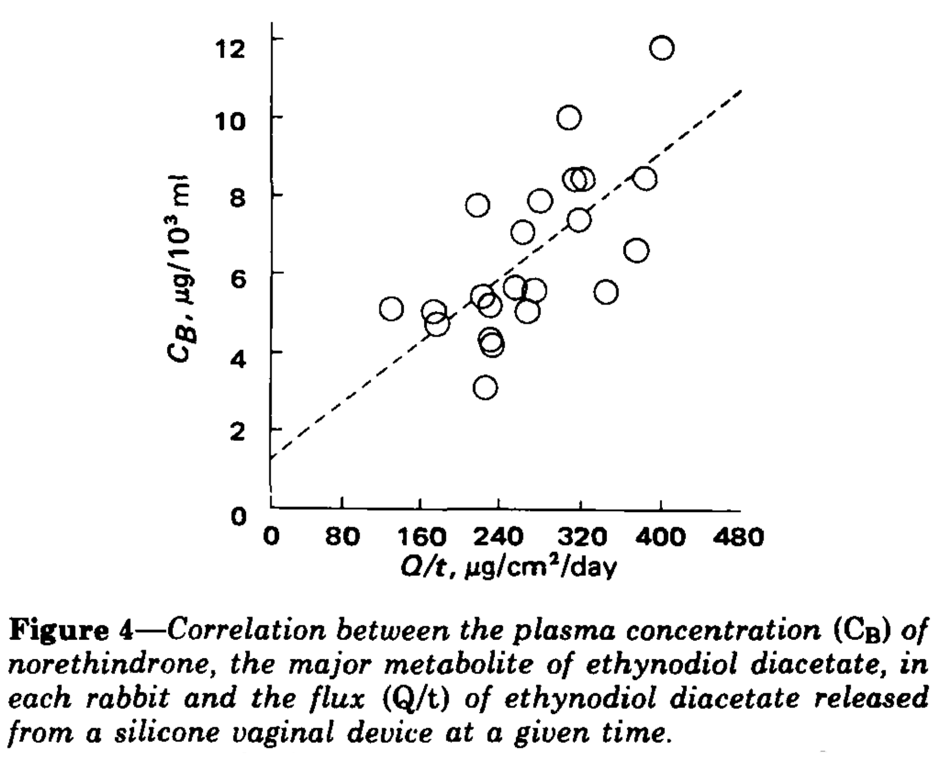 12
10
8
6
4
2
0
C_B, μg/10³ ml
0 80 160 240 320 400 480
Q/t, μg/cm²/day
Figure 4—Correlation between the plasma concentration (C_B) of
norethindrone, the major metabolite of ethynodiol diacetate, in
each rabbit and the flux (Q/t) of ethynodiol diacetate released
from a silicone vaginal device at a given time.